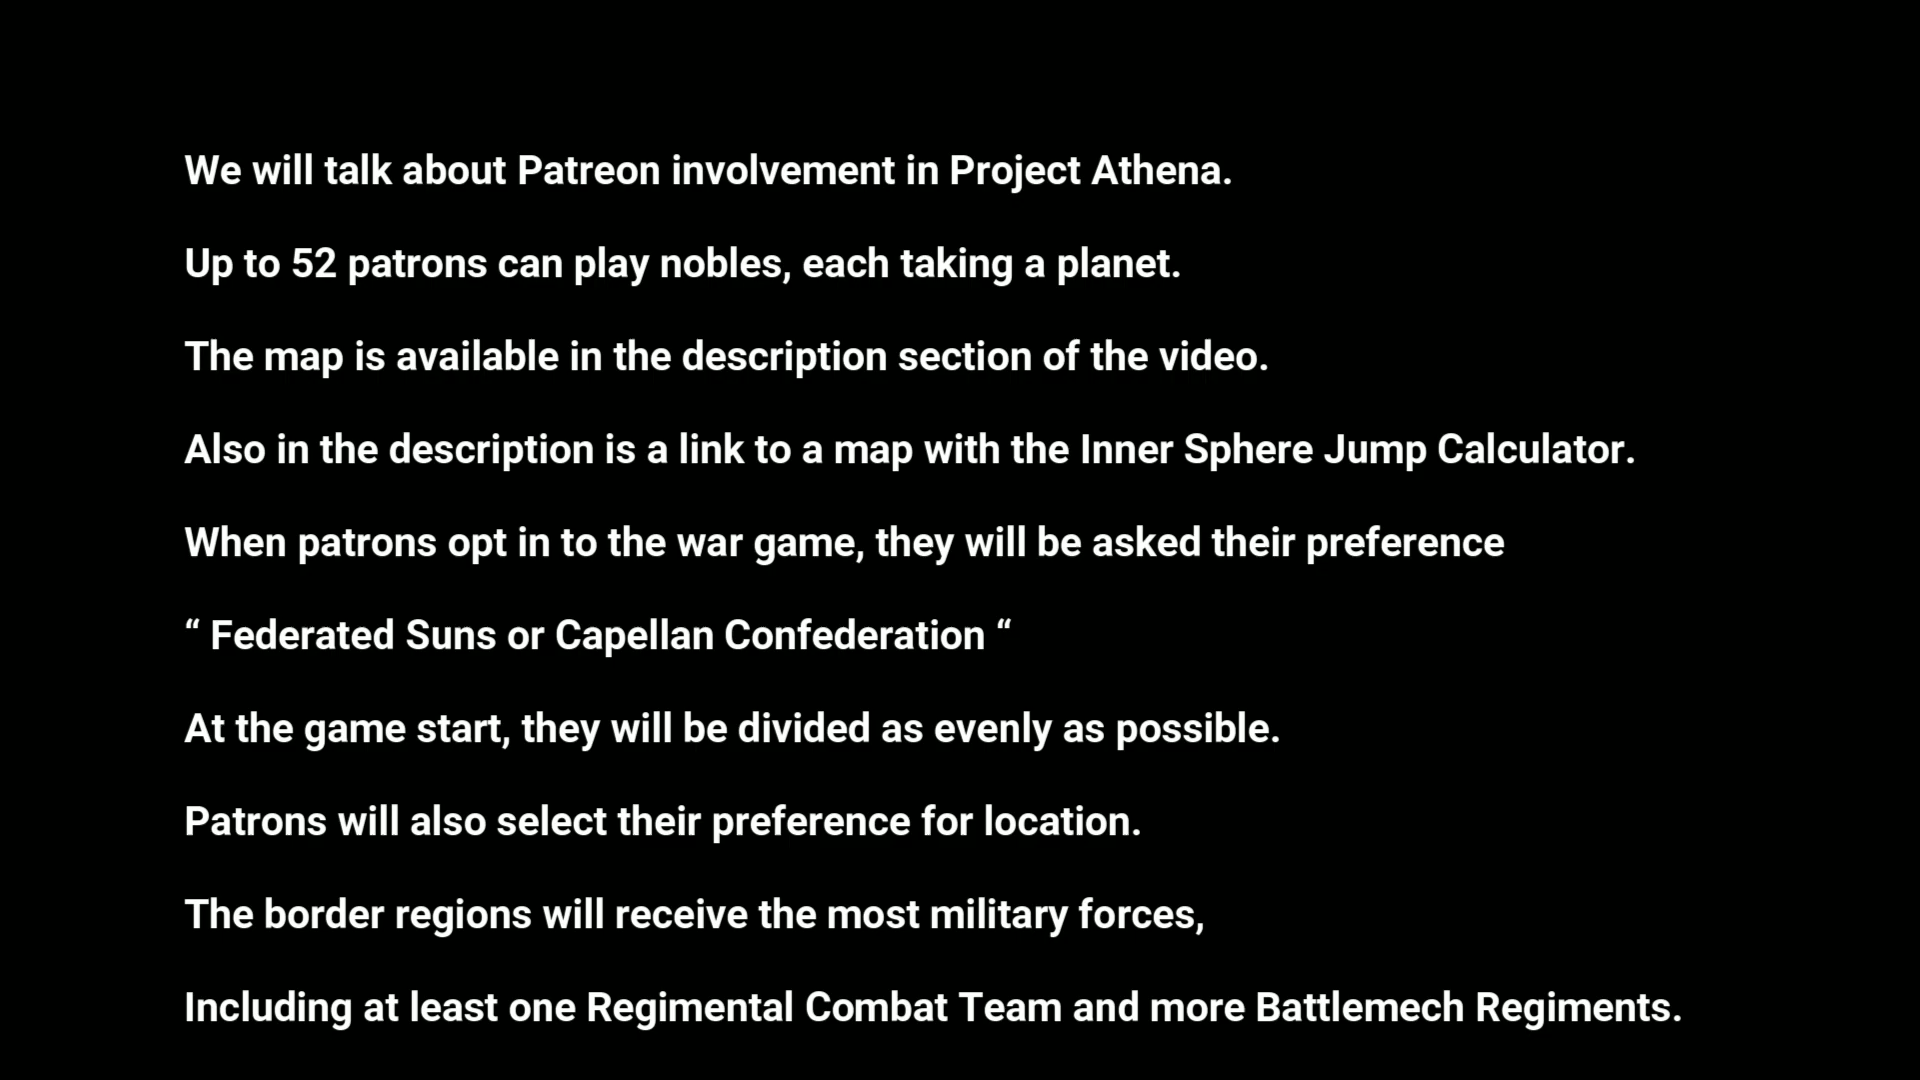 We will talk about Patreon involvement in Project Athena.
Up to 52 patrons can play nobles, each taking a planet.
The map is available in the description section of the video.
Also in the description is a link to a map with the Inner Sphere Jump Calculator.
When patrons opt in to the war game, they will be asked their preference
“ Federated Suns or Capellan Confederation “
At the game start, they will be divided as evenly as possible.
Patrons will also select their preference for location.
The border regions will receive the most military forces,
Including at least one Regimental Combat Team and more Battlemech Regiments.